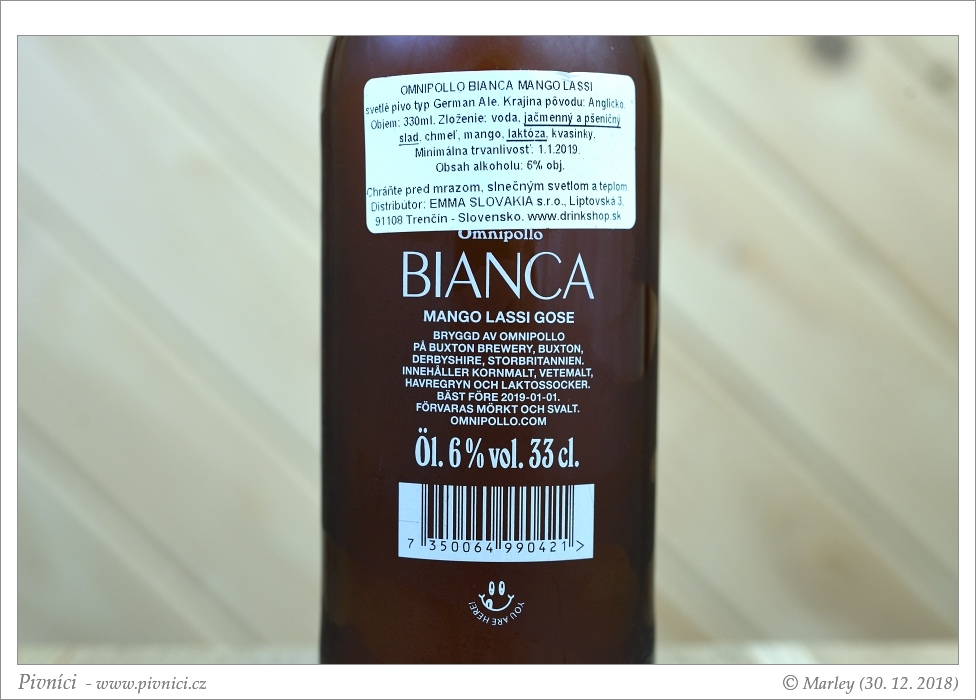 OMNIPOLLO BIANCA MANGO LASSI
svetlé pivo typ German Ale. Krajina pôvodu: Anglicko.
Objem: 330ml. Zloženie: voda, jačmenný a pšeničný
slad, chmeľ, mango, laktóza, kvasinky.
Minimálna trvanlivosť: 1.1.2019.
Obsah alkoholu: 6% obj.
Chráňte pred mrazom, slnečným svetlom a teplom.
Distribútor: EMMA SLOVAKIA s.r.o., Liptovská 3,
91108 Trenčín - Slovensko. www.drinkshop.sk
Omnipollo
BIANCA
MANGO LASSI GOSE
BRYGGD AV OMNIPOLLO
PÅ BUXTON BREWERY, BUXTON,
DERBYSHIRE, STORBRITANNIEN.
INNEHÅLLER KORNMALT, VETEMALT,
HAVREGRYN OCH LAKTOSSOCKER.
BÄST FÖRE 2019-01-01.
FÖRVARAS MÖRKT OCH SVALT.
OMNIPOLLO.COM
Öl. 6% vol. 33 cl.
7 350064 990421 >
YOU ARE HERE!
Pivníci - www.pivnici.cz
© Marley (30. 12. 2018)